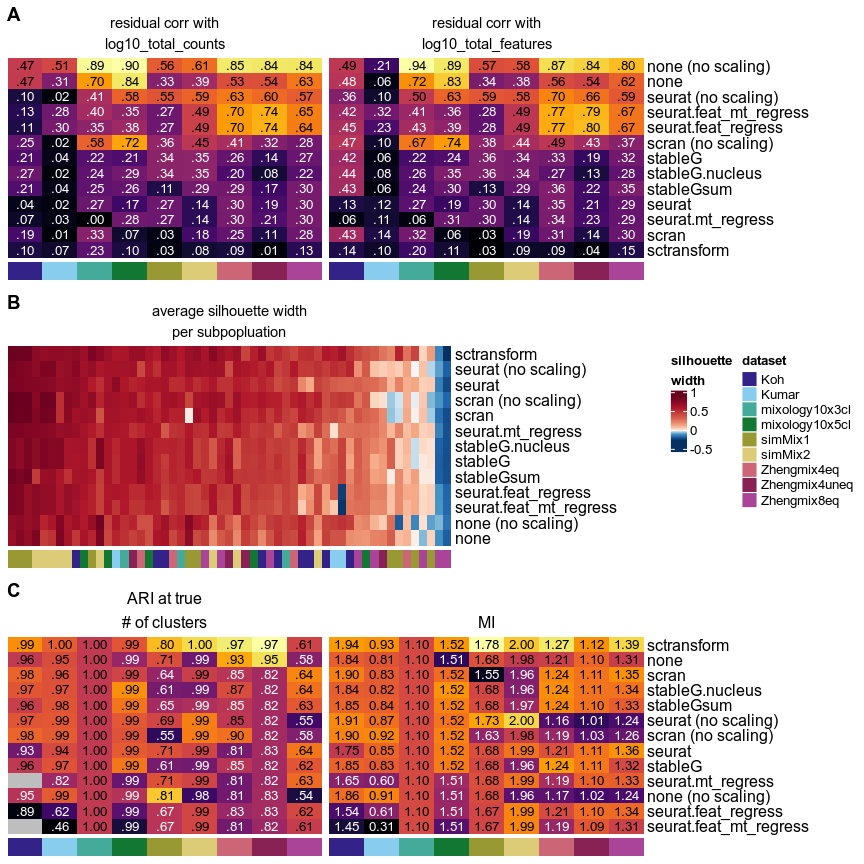 A
residual corr with
log10_total_counts
residual corr with
log10_total_features
.47 .51 .89 .90 .56 .61 .85 .84 .84 .49 .21 .94 .89 .57 .58 .87 .84 .80 none (no scaling)
.47 .31 .70 .84 .33 .39 .53 .54 .63 .48 .06 .72 .83 .34 .38 .56 .54 .62 none
.10 .02 .41 .58 .55 .59 .63 .60 .57 .36 .10 .50 .63 .59 .58 .70 .66 .59 seurat (no scaling)
.13 .28 .40 .35 .27 .49 .70 .74 .65 .42 .32 .41 .36 .28 .49 .77 .79 .67 seurat.feat_mt_regress
.11 .30 .35 .38 .27 .49 .70 .74 .64 .45 .23 .43 .39 .28 .49 .77 .80 .67 seurat.feat_regress
.25 .02 .58 .72 .36 .45 .41 .32 .28 .47 .10 .67 .74 .38 .44 .49 .43 .37 scran (no scaling)
.21 .04 .22 .21 .34 .35 .26 .14 .27 .42 .06 .22 .24 .36 .34 .33 .19 .32 stableG
.27 .02 .24 .29 .34 .35 .20 .08 .22 .44 .08 .26 .35 .36 .34 .27 .13 .28 stableG.nucleus
.21 .04 .25 .26 .11 .29 .29 .17 .30 .43 .06 .24 .30 .13 .29 .36 .22 .35 stableGsum
.04 .02 .27 .17 .27 .14 .30 .19 .30 .13 .12 .27 .19 .30 .14 .35 .21 .29 seurat
.07 .03 .00 .28 .27 .14 .30 .21 .30 .06 .11 .06 .31 .30 .14 .34 .23 .29 seurat.mt_regress
.19 .01 .33 .07 .03 .18 .25 .11 .28 .43 .14 .32 .06 .03 .19 .31 .14 .30 scran
.10 .07 .23 .10 .03 .08 .09 .01 .13 .14 .10 .20 .11 .03 .09 .09 .04 .15 sctransform
B
average silhouette width
per subpopluation
sctransform
seurat (no scaling)
seurat
scran (no scaling)
scran
seurat.mt_regress
stableG.nucleus
stableG
stableGsum
seurat.feat_regress
seurat.feat_mt_regress
none (no scaling)
none
silhouette
width
1
0.5
0
-0.5
dataset
Koh
Kumar
mixology10x3cl
mixology10x5cl
simMix1
simMix2
Zhengmix4eq
Zhengmix4uneq
Zhengmix8eq
C
ARI at true
# of clusters
MI
.99 1.00 1.00 .99 .80 1.00 .97 .97 .61 1.94 0.93 1.10 1.52 1.78 2.00 1.27 1.12 1.39 sctransform
.96 .95 1.00 .99 .71 .99 .93 .95 .58 1.84 0.81 1.10 1.51 1.68 1.98 1.21 1.10 1.31 none
.98 .96 1.00 .99 .64 .99 .85 .82 .64 1.90 0.83 1.10 1.52 1.55 1.96 1.24 1.11 1.35 scran
.97 .97 1.00 .99 .61 .99 .87 .82 .64 1.84 0.82 1.10 1.52 1.68 1.96 1.24 1.10 1.34 stableG.nucleus
.96 .98 1.00 .99 .65 .99 .85 .82 .63 1.85 0.84 1.10 1.52 1.68 1.97 1.24 1.10 1.33 stableGsum
.97 .99 1.00 .99 .69 .99 .85 .82 .55 1.91 0.87 1.10 1.52 1.73 2.00 1.16 1.01 1.24 seurat (no scaling)
.98 .99 1.00 .99 .55 .99 .90 .82 .58 1.90 0.92 1.10 1.52 1.63 1.98 1.19 1.03 1.26 scran (no scaling)
.93 .94 1.00 .99 .71 .99 .81 .83 .64 1.75 0.85 1.10 1.52 1.68 1.99 1.21 1.11 1.36 seurat
.96 .97 1.00 .99 .61 .99 .85 .82 .62 1.85 0.83 1.10 1.52 1.68 1.96 1.24 1.11 1.32 stableG
.82 1.00 .99 .71 .99 .81 .82 .63 1.65 0.60 1.10 1.51 1.68 1.99 1.19 1.10 1.33 seurat.mt_regress
.95 .99 1.00 .99 .81 .98 .81 .83 .54 1.86 0.91 1.10 1.51 1.68 1.96 1.17 1.02 1.24 none (no scaling)
.89 .62 1.00 .99 .67 .99 .83 .83 .62 1.54 0.61 1.10 1.51 1.67 1.99 1.21 1.10 1.34 seurat.feat_regress
.46 1.00 .99 .67 .99 .81 .82 .61 1.45 0.31 1.10 1.51 1.67 1.99 1.19 1.09 1.31 seurat.feat_mt_regress